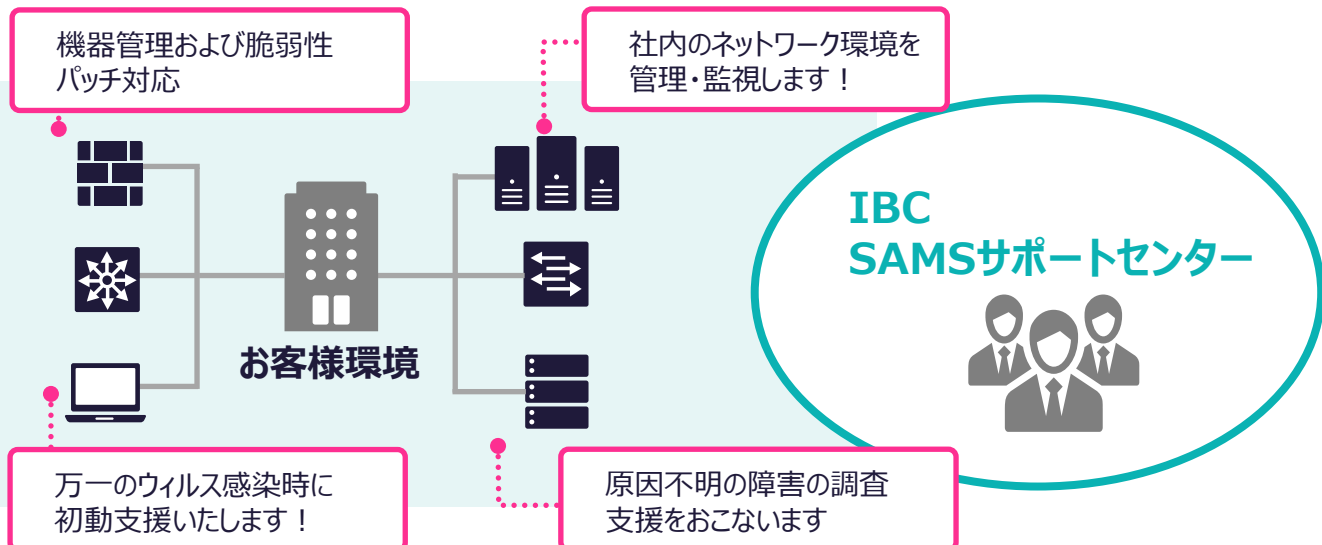 機器管理および脆弱性
パッチ対応
社内のネットワーク環境を
管理・監視します！
IBC
SAMSサポートセンター
お客様環境
万一のウィルス感染時に
初動支援いたします！
原因不明の障害の調査
支援をおこないます